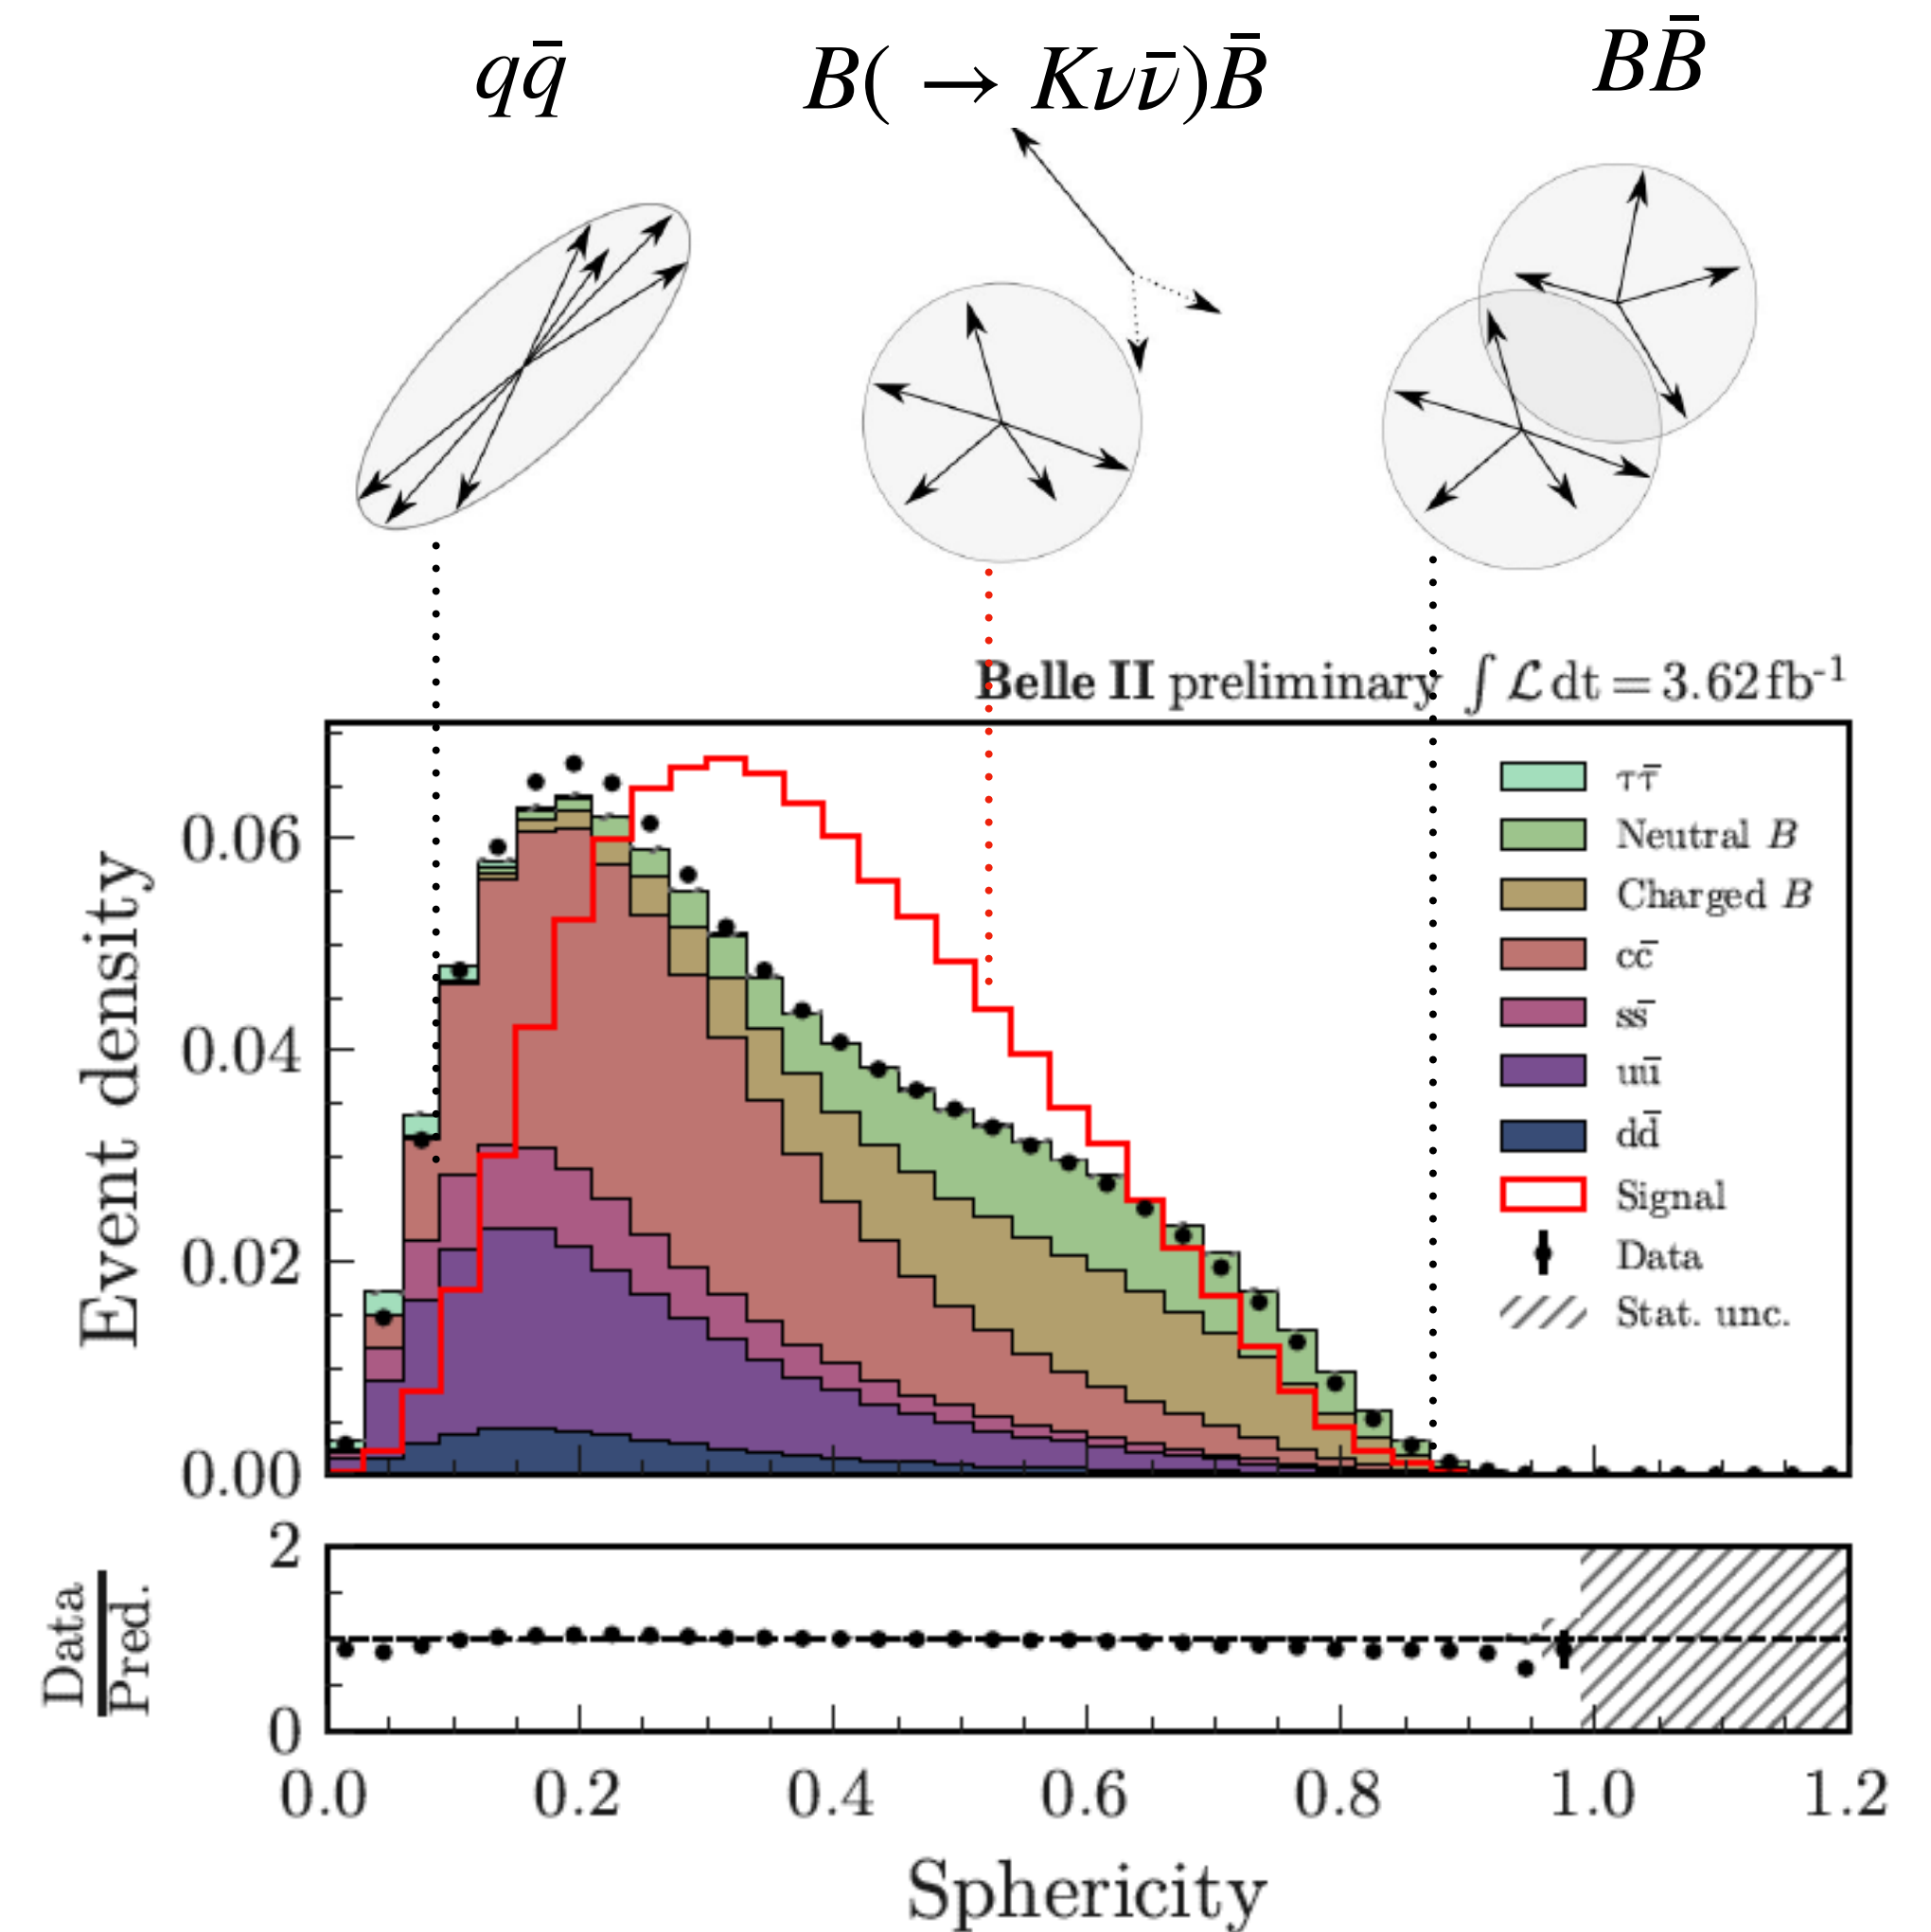 qq̄ B( → Kνν̄)B̄ BB̄
Belle II preliminary ∫ ℒ dt = 3.62 fb⁻¹
Event density
0.06
0.04
0.02
0.00
ττ̄
Neutral B
Charged B
cc̄
ss̄
uū
dd̄
Signal
Data
Stat. unc.
Data
Pred.
2
0
0.0 0.2 0.4 0.6 0.8 1.0 1.2
Sphericity